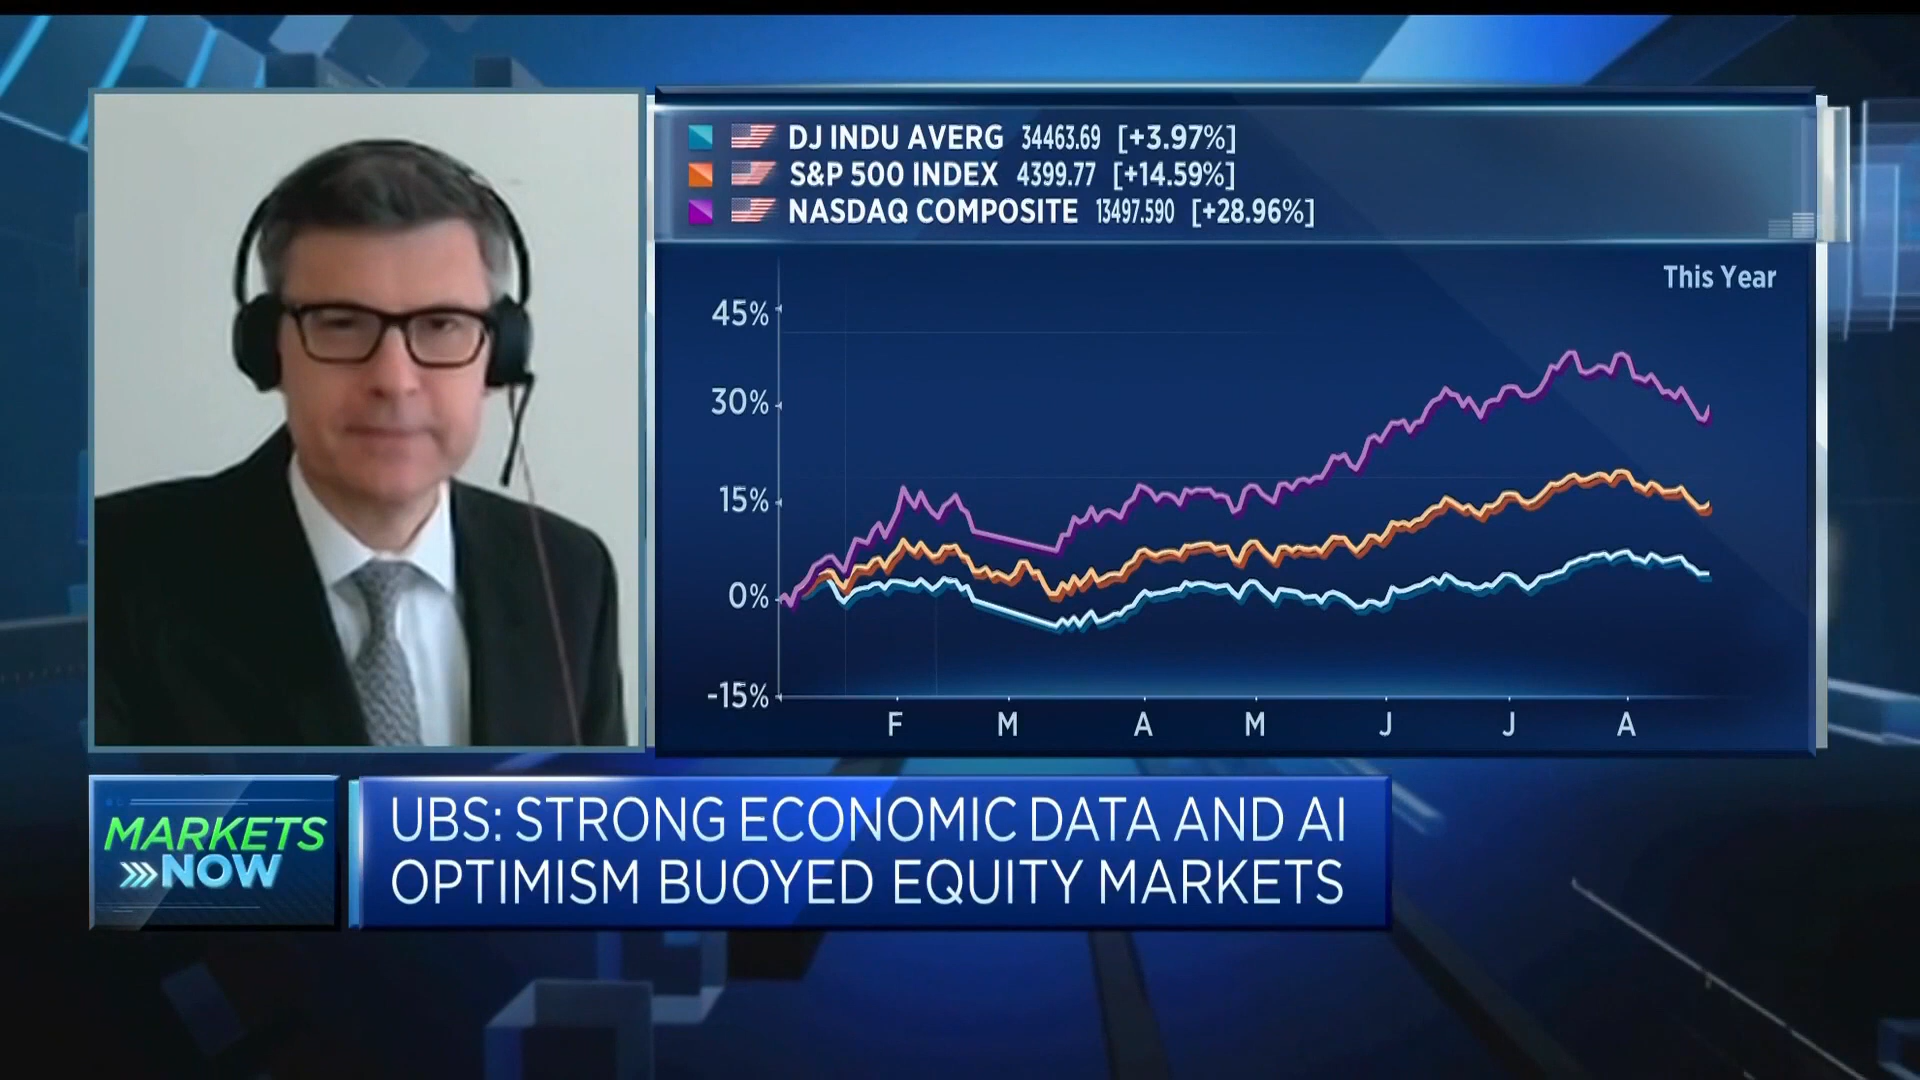 DJ INDU AVERG 34463.69 [+3.97%]
S&P 500 INDEX 4399.77 [+14.59%]
NASDAQ COMPOSITE 13497.590 [+28.96%]
This Year
45%
30%
15%
0%
-15%
F M A M J J A
MARKETS
NOW
UBS: STRONG ECONOMIC DATA AND AI
OPTIMISM BUOYED EQUITY MARKETS